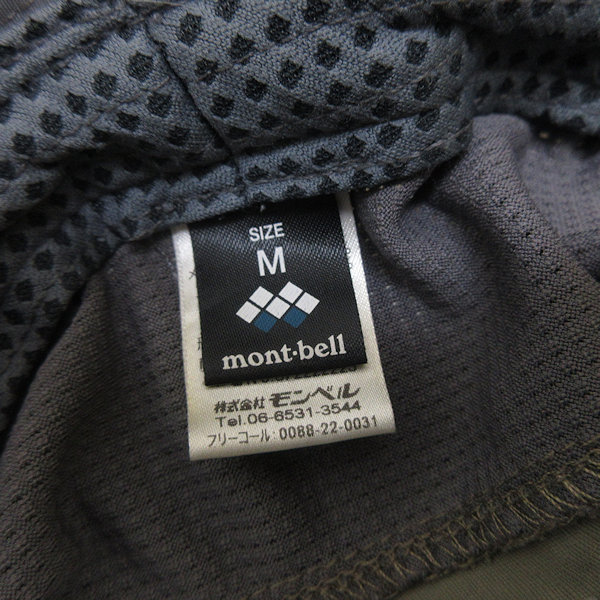 SIZE
M
mont·bell
株式会社 モンベル
Tel.06-6531-3544
フリーコール:0088-22-0031